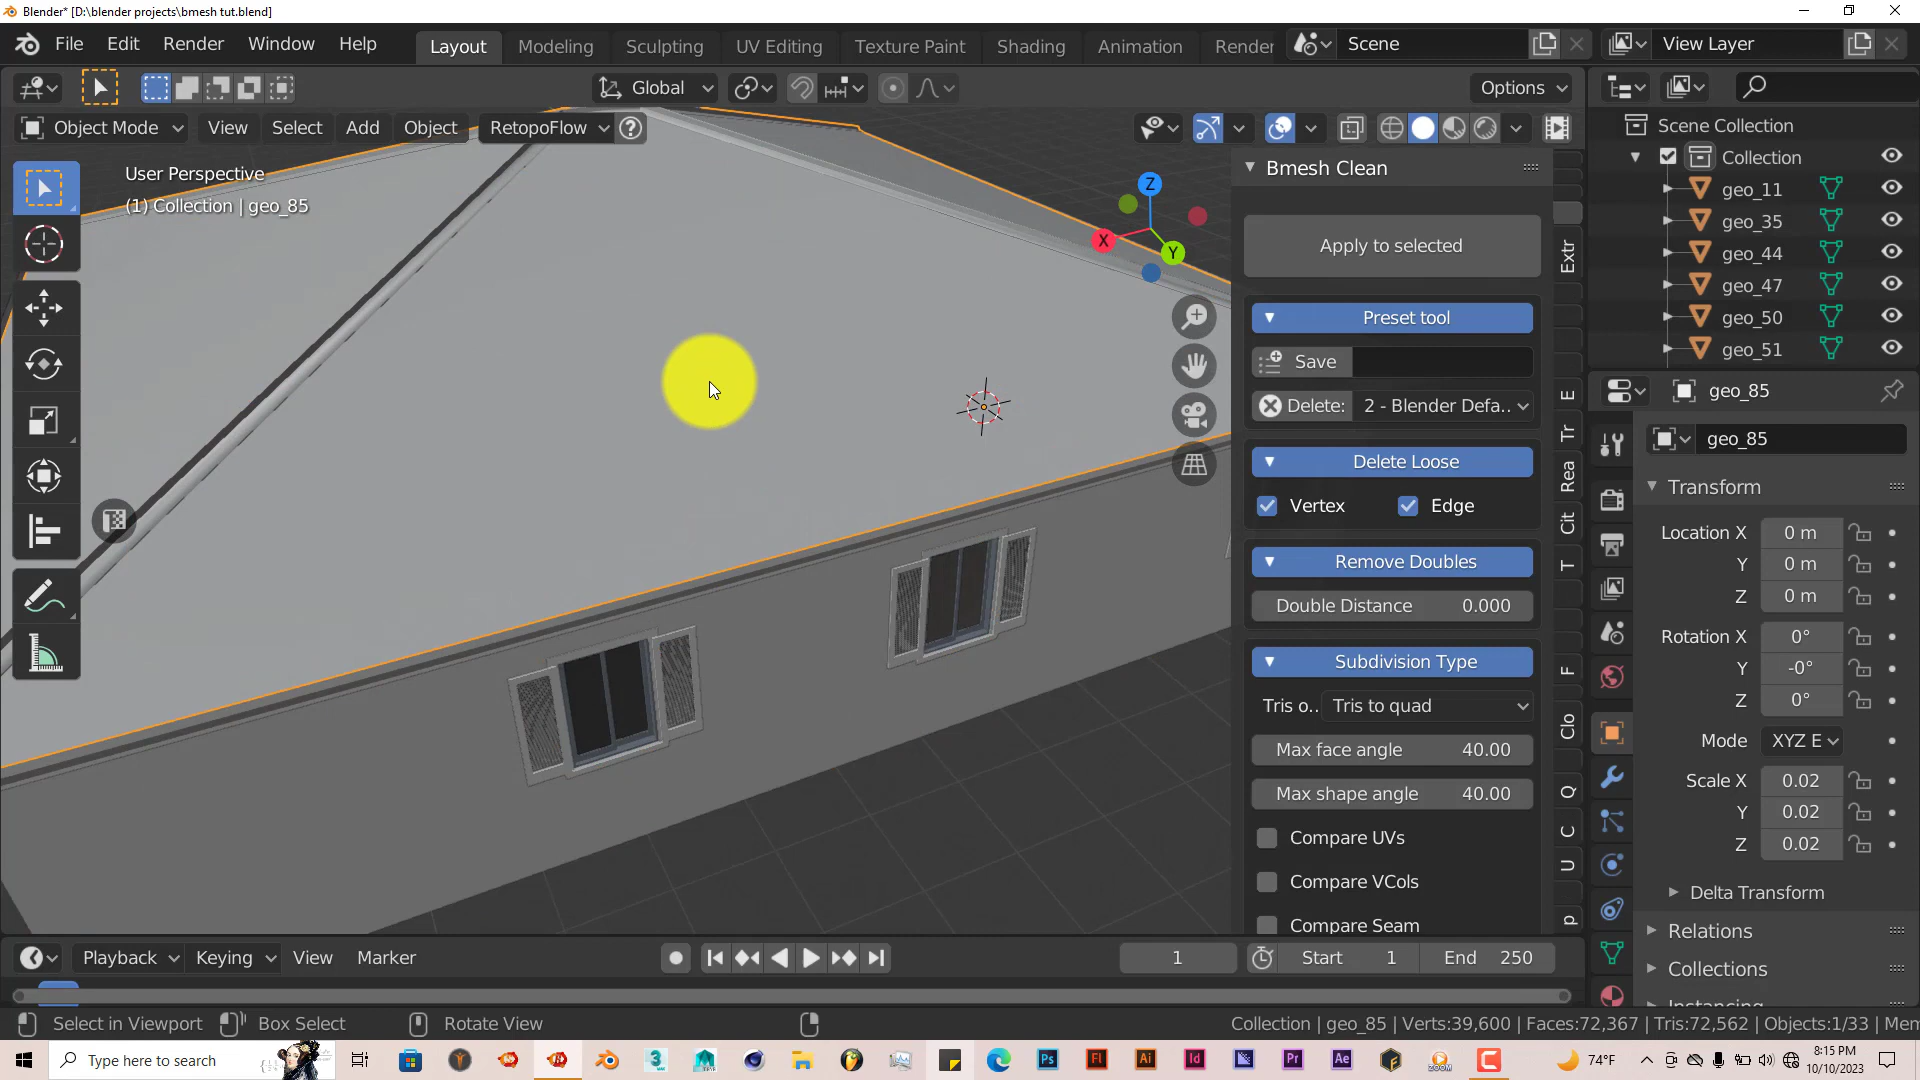 Blender* [D:\blender projects\bmesh tut.blend]
File Edit Render Window Help
Layout Modeling Sculpting UV Editing Texture Paint Shading Animation Render
Scene
View Layer
Global
Options
Object Mode View Select Add Object RetopoFlow
User Perspective
(1) Collection | geo_85
Z
X
Y
Bmesh Clean
Apply to selected
Preset tool
Save
Delete: 2 - Blender Defa..
Delete Loose
Vertex Edge
Remove Doubles
Double Distance 0.000
Subdivision Type
Tris o.. Tris to quad
Max face angle 40.00
Max shape angle 40.00
Compare UVs
Compare VCols
Compare Seam
Extr
E
Tr
Rea
Cit
T
F
Clo
Q
C
U
p
Scene Collection
Collection
geo_11
geo_35
geo_44
geo_47
geo_50
geo_51
geo_85
geo_85
Transform
Location X 0 m
Y 0 m
Z 0 m
Rotation X 0°
Y -0°
Z 0°
Mode XYZ E
Scale X 0.02
Y 0.02
Z 0.02
Delta Transform
Relations
Collections
Instancing
Playback Keying View Marker
1
Start 1
End 250
Select in Viewport Box Select Rotate View
Collection | geo_85 | Verts:39,600 | Faces:72,367 | Tris:72,562 | Objects:1/33 | Mem
Type here to search
74°F
8:15 PM
10/10/2023